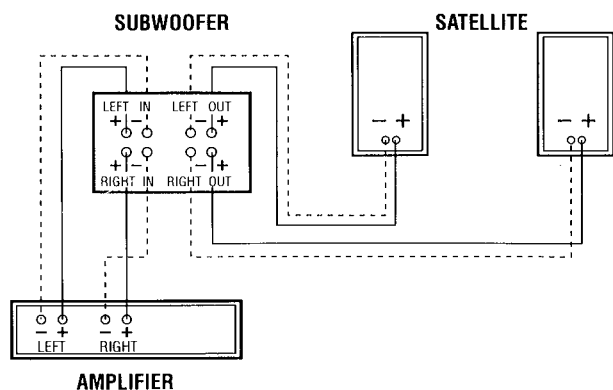 SUBWOOFER
SATELLITE
LEFT IN LEFT OUT
+ - - +
+ - - +
RIGHT IN RIGHT OUT
- +
- +
- + - +
LEFT RIGHT
AMPLIFIER